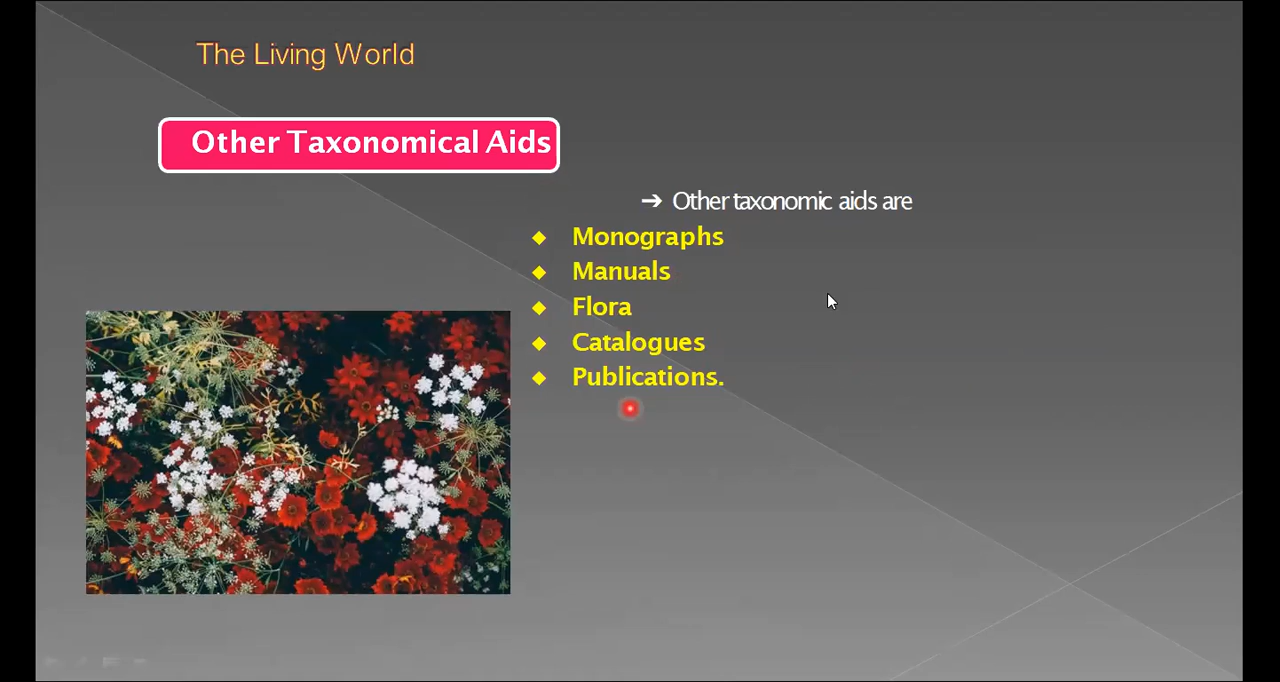 The Living World
Other Taxonomical Aids
➔ Other taxonomic aids are
◆ Monographs
◆ Manuals
◆ Flora
◆ Catalogues
◆ Publications.